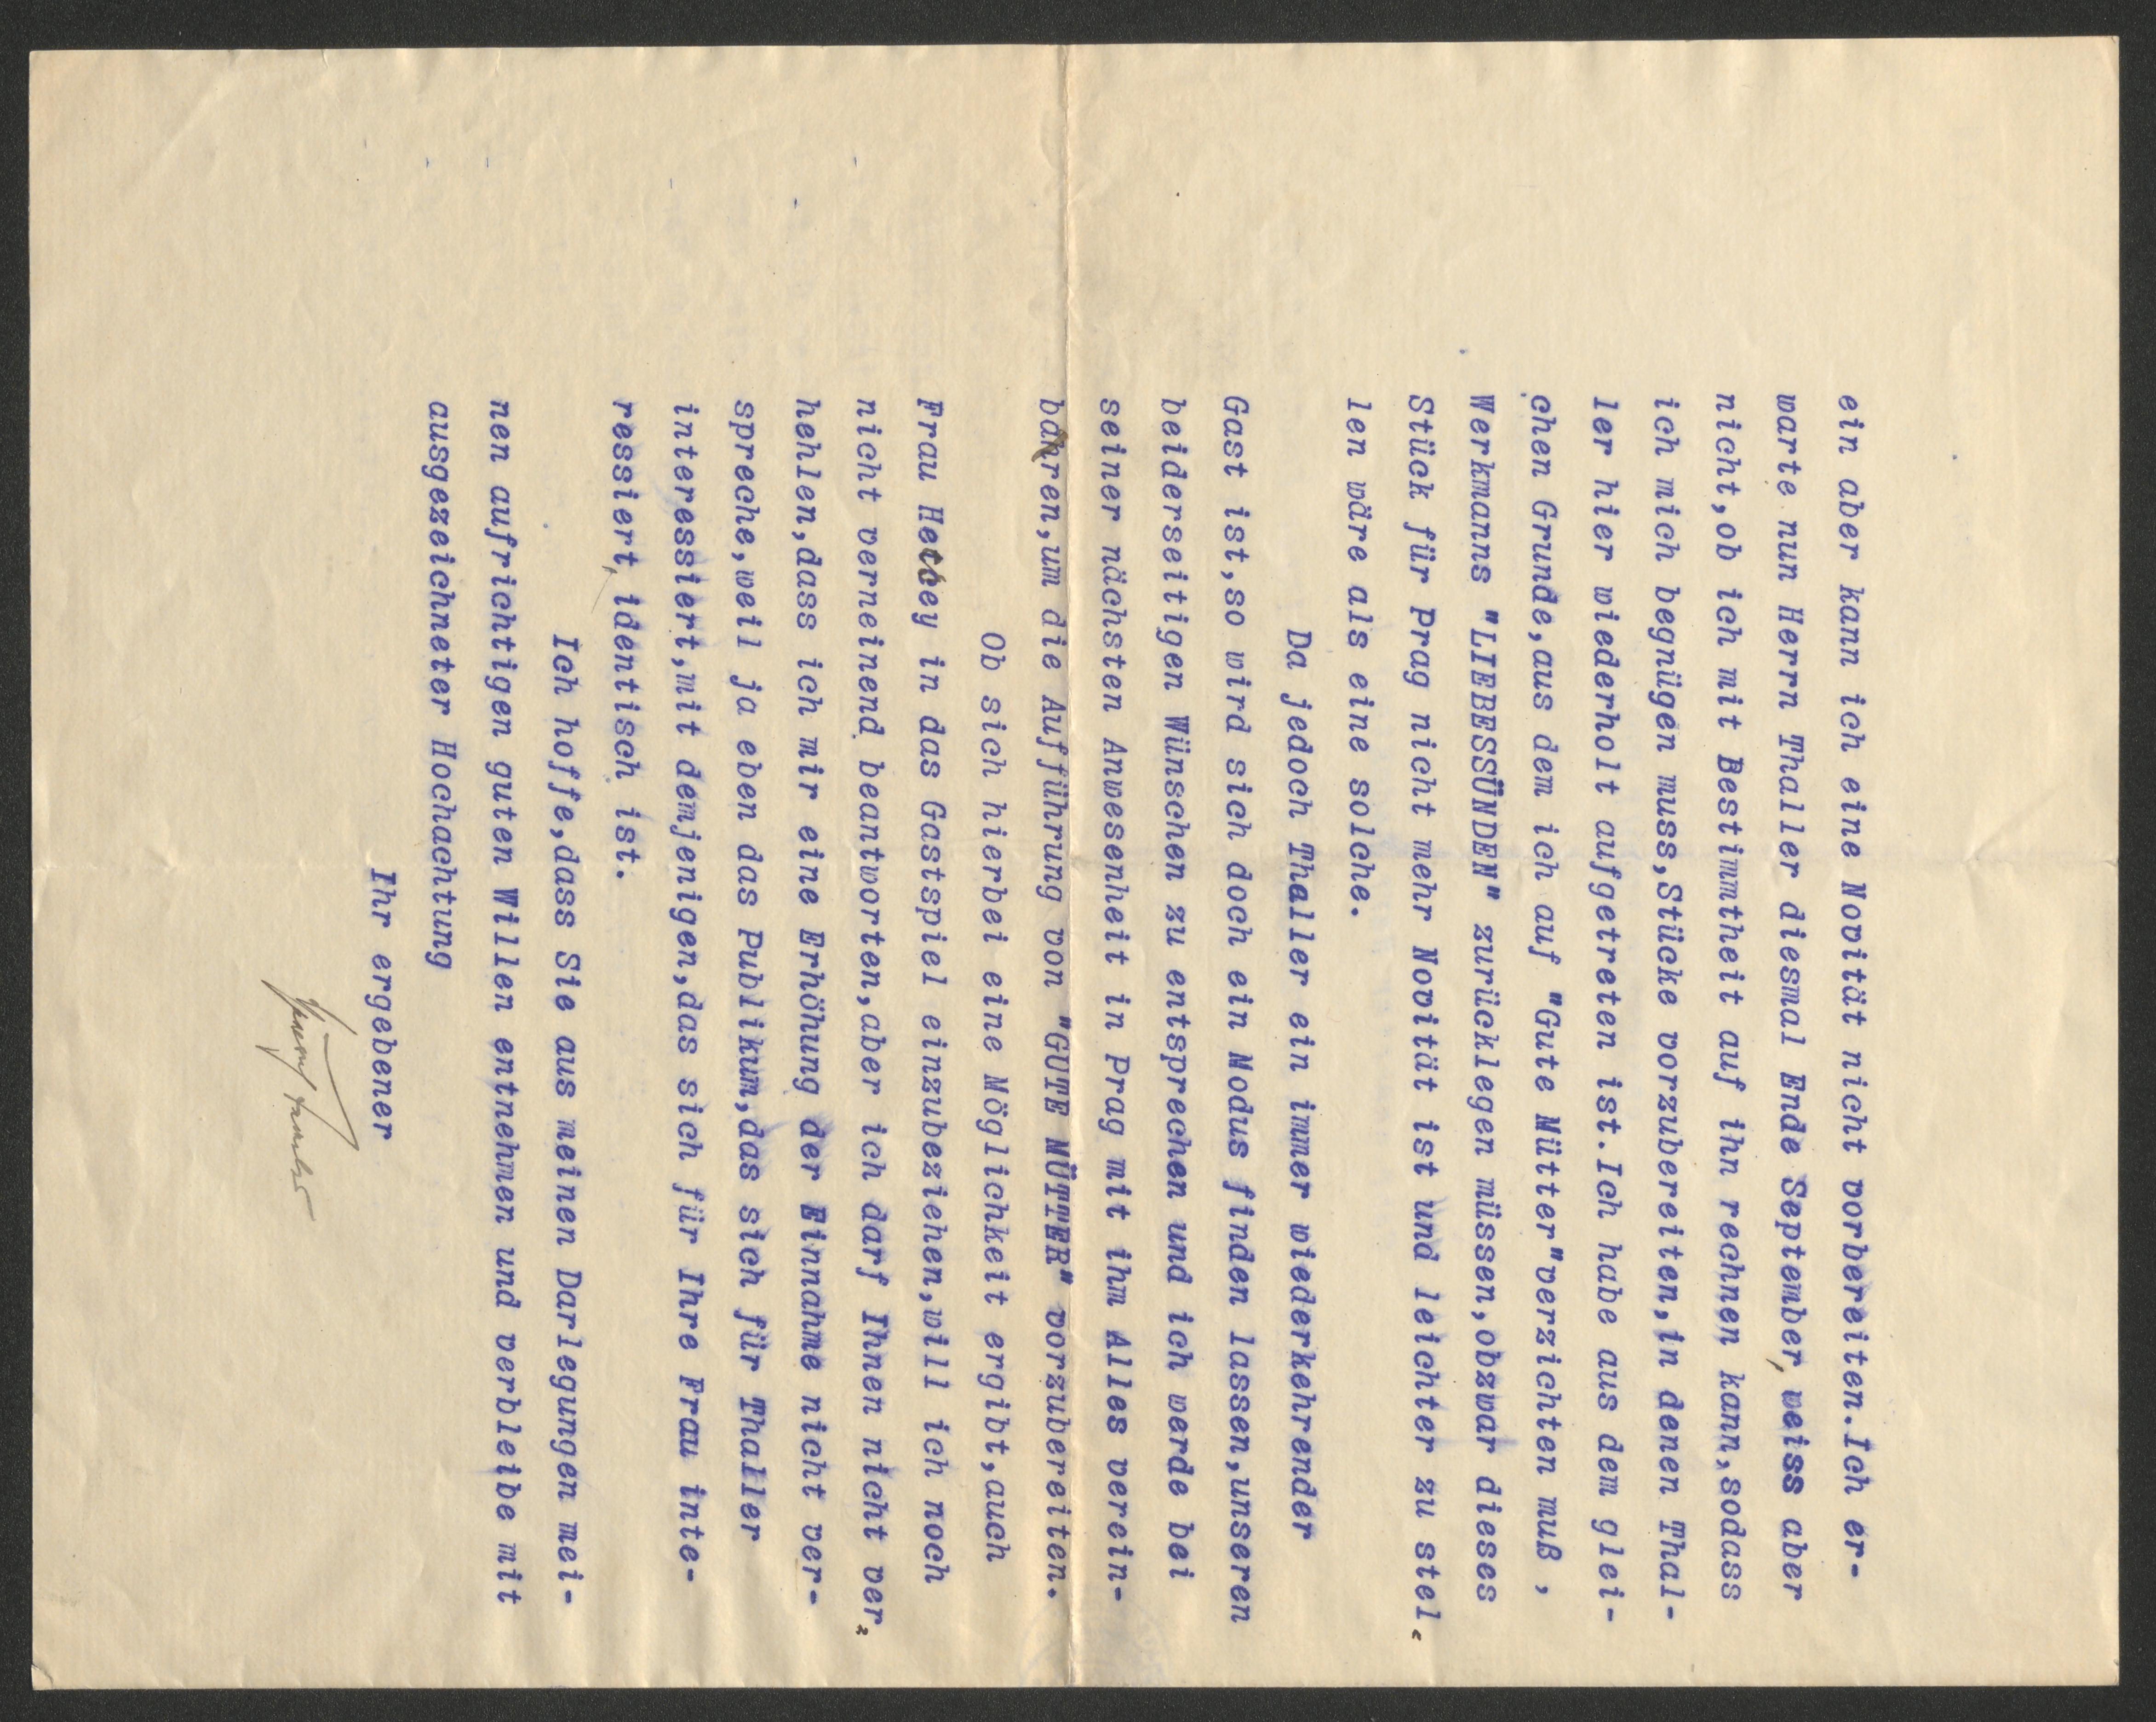 ein aber kann ich eine Novität nicht vorbereiten.Ich er-
warte nun Herrn Thaller diesmal Ende September, weiss aber
nicht,ob ich mit Bestimmtheit auf ihn rechnen kann,sodass
ich mich begnügen muss,Stücke vorzubereiten,in denen Thal-
ler hier wiederholt aufgetreten ist.Ich habe aus dem glei-
chen Grunde,aus dem ich auf "Gute Mütter"verzichten muß ,
Werkmanns "LIEBESSÜNDEN" zurücklegen müssen,obzwar dieses
Stück für Prag nicht mehr Novität ist und leichter zu stel=
len wäre als eine solche.
Da jedoch Thaller ein immer wiederkehrender
Gast ist,so wird sich doch ein Modus finden lassen,unseren
beiderseitigen Wünschen zu entsprechen und ich werde bei
seiner nächsten Anwesenheit in Prag mit ihm Alles verein-
baren,um die Aufführung von "GUTE MÜTTER" vorzubereiten.
Ob sich hierbei eine Möglichkeit ergibt,auch
Frau in das Gastspiel einzubeziehen,will ich noch
nicht verneinend beantworten,aber ich darf Ihnen nicht ver=
hehlen,dass ich mir eine Erhöhung der Einnahme nicht ver-
spreche,weil ja eben das Publikum,das sich für Thaller
interessiert,mit demjenigen,das sich für Ihre Frau inte-
ressiert, identisch ist.
Ich hoffe,dass Sie aus meinen Darlegungen mei-
nen aufrichtigen guten Willen entnehmen und verbleibe mit
ausgezeichneter Hochachtung
Ihr ergebener